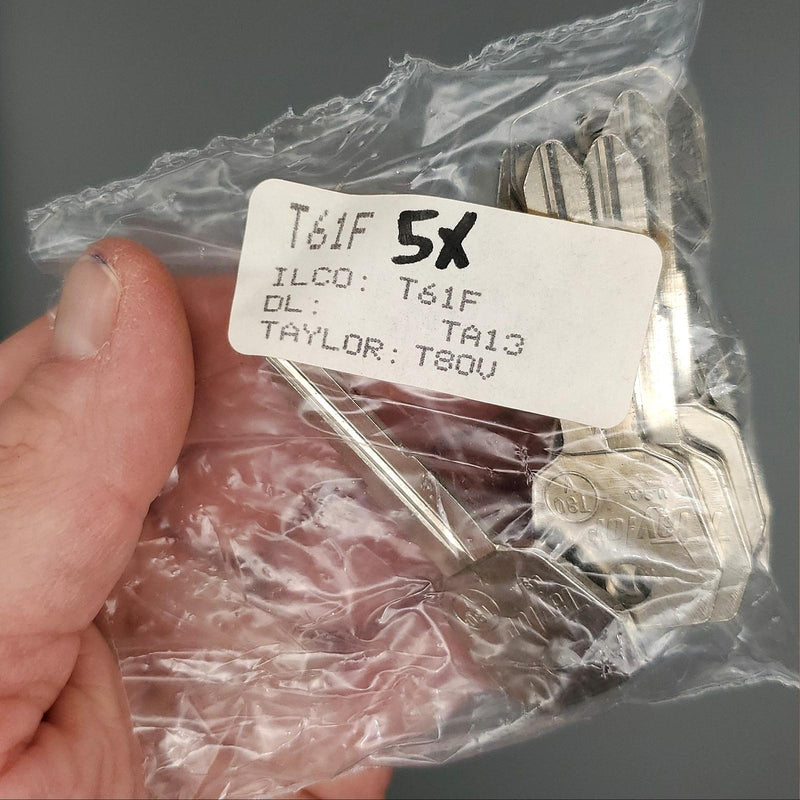 T61F 5X
ILCO: T61F
DL: TA13
TAYLOR: T80V